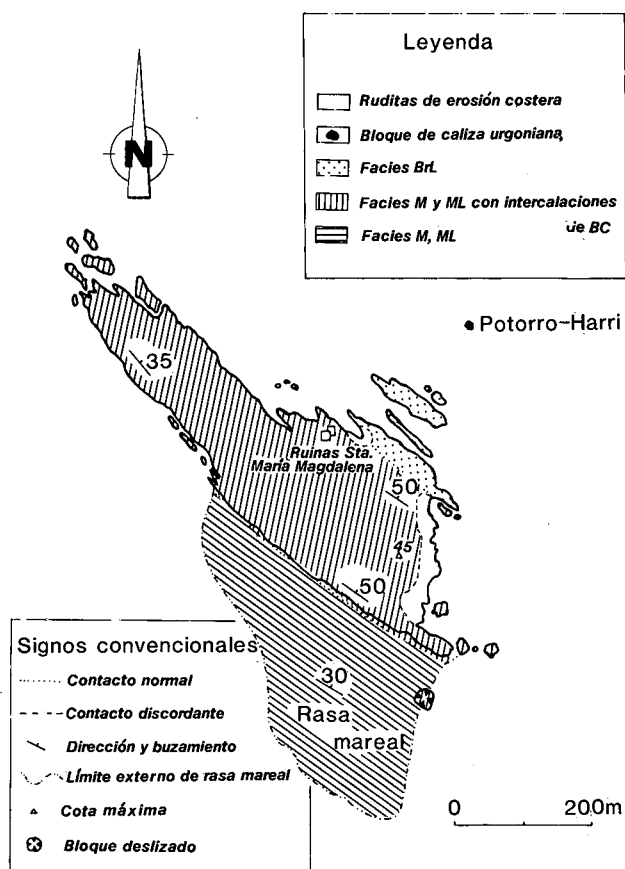 Leyenda
Ruditas de erosión costera
Bloque de caliza urgoniana,
Facies BrL
Facies M y ML con intercalaciones
de BC
Facies M, ML
N
Potorro-Harri
35
Ruinas Sta.
María Magdalena
50
45
50
30
Rasa
mareal
Signos convencionales
Contacto normal
Contacto discordante
Dirección y buzamiento
Límite externo de rasa mareal
Cota máxima
Bloque deslizado
0 200m